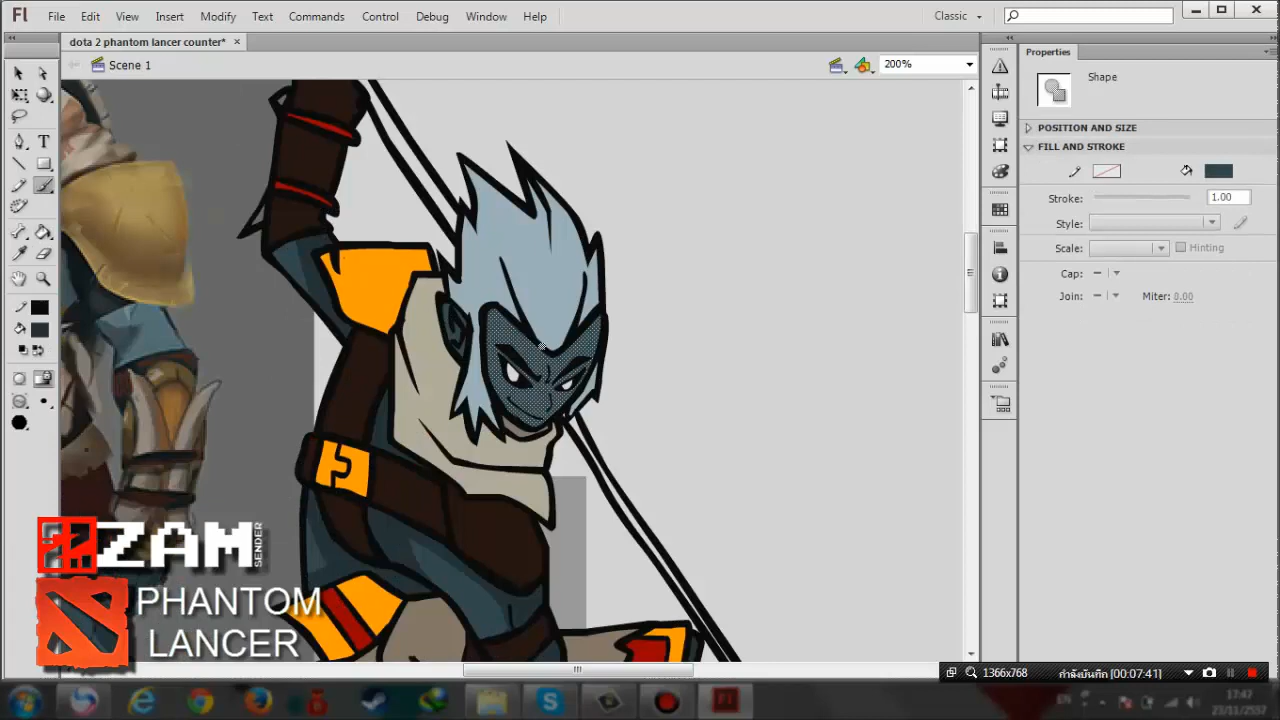 Fl File Edit View Insert Modify Text Commands Control Debug Window Help Classic
dota 2 phantom lancer counter* ×
Scene 1 200%
Properties
Shape
POSITION AND SIZE
FILL AND STROKE
Stroke: 1.00
Style:
Scale: Hinting
Cap: Join: Miter: 8.00
ZAM SENDER
PHANTOM
LANCER
1366x768 กำลังบันทึก [00:07:41]
EN 17:47
23/11/2557